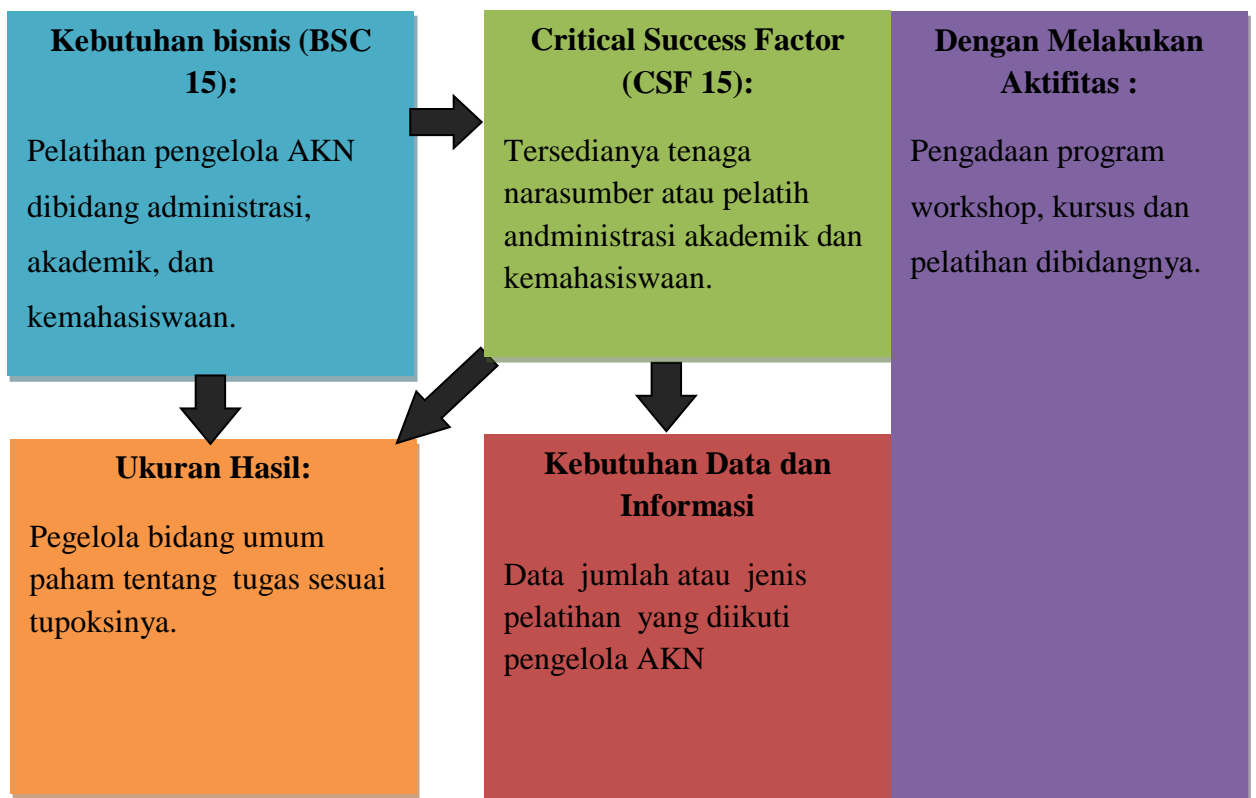 Kebutuhan bisnis (BSC
15):
Pelatihan pengelola AKN
dibidang administrasi,
akademik, dan
kemahasiswaan.
Critical Success Factor
(CSF 15):
Tersedianya tenaga
narasumber atau pelatih
andministrasi akademik dan
kemahasiswaan.
Dengan Melakukan
Aktifitas :
Pengadaan program
workshop, kursus dan
pelatihan dibidangnya.
Ukuran Hasil:
Pegelola bidang umum
paham tentang tugas sesuai
tupoksinya.
Kebutuhan Data dan
Informasi
Data jumlah atau jenis
pelatihan yang diikuti
pengelola AKN